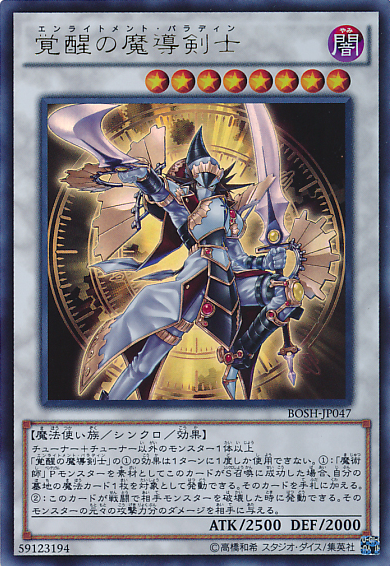 エンライトメント・パラディン
覚醒の魔導剣士
やみ
闇
BOSH-JP047
【魔法使い族／シンクロ／効果】
チューナー＋チューナー以外のモンスター1体以上
「覚醒の魔導剣士」の①の効果は1ターンに1度しか使用できない。①：「魔術
師」Pモンスターを素材としてこのカードがS召喚に成功した場合、自分の
墓地の魔法カード1枚を対象として発動できる。そのカードを手札に加える。
②：このカードが戦闘で相手モンスターを破壊した時に発動できる。その
モンスターの元々の攻撃力分のダメージを相手に与える。
ATK/2500 DEF/2000
59123194
©高橋和希 スタジオ・ダイス/集英社